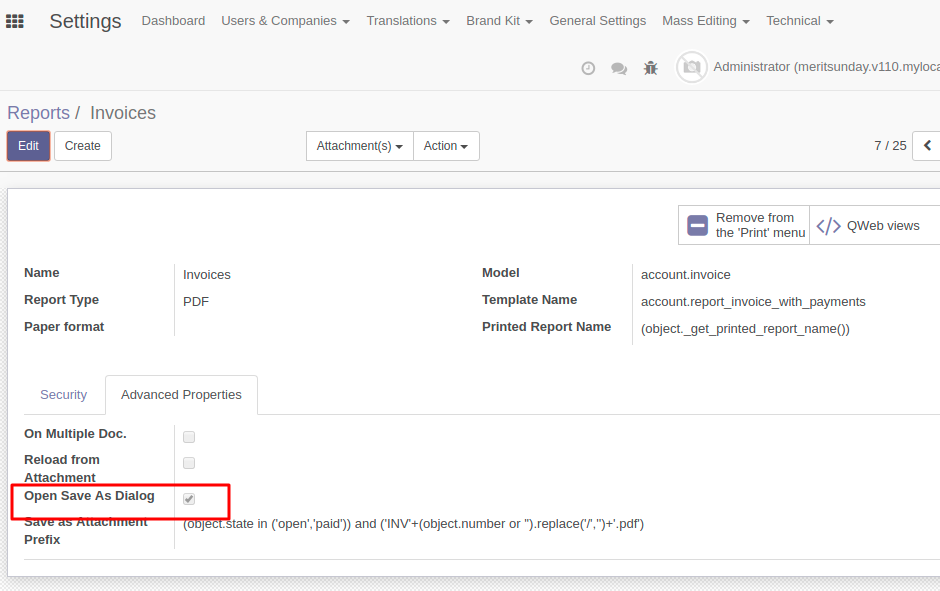 Settings Dashboard Users & Companies Translations Brand Kit General Settings Mass Editing Technical
Administrator (meritsunday.v110.myloca
Reports / Invoices
Edit Create Attachment(s) Action 7 / 25
Remove from
the 'Print' menu
QWeb views
Name Invoices
Report Type PDF
Paper format
Model account.invoice
Template Name account.report_invoice_with_payments
Printed Report Name (object._get_printed_report_name())
Security Advanced Properties
On Multiple Doc.
Reload from
Attachment
Open Save As Dialog
Save as Attachment (object.state in ('open','paid')) and ('INV'+(object.number or '').replace('/','')+'.pdf')
Prefix